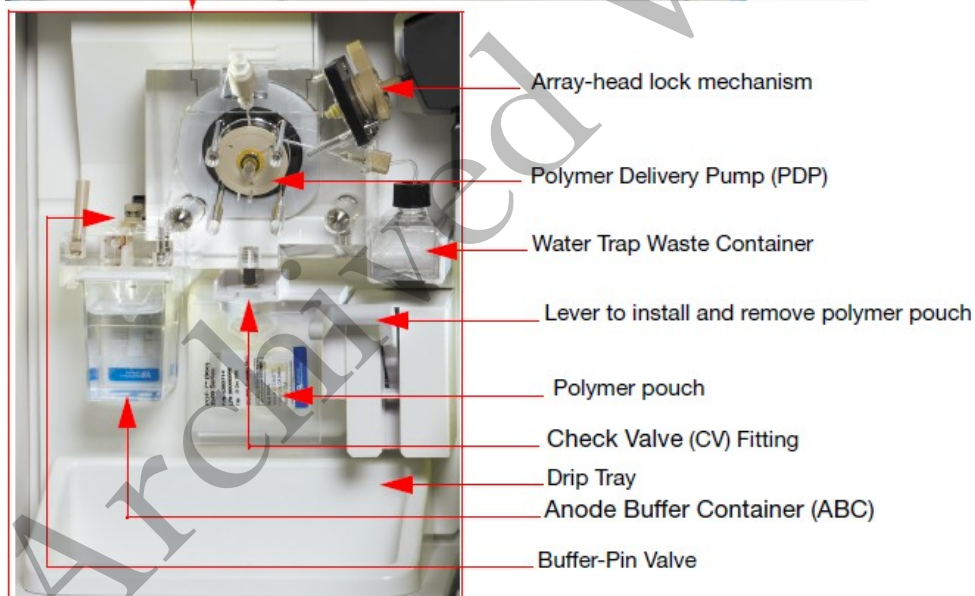 Array-head lock mechanism
Polymer Delivery Pump (PDP)
Water Trap Waste Container
Lever to install and remove polymer pouch
Polymer pouch
Check Valve (CV) Fitting
Drip Tray
Anode Buffer Container (ABC)
Buffer-Pin Valve
Archived